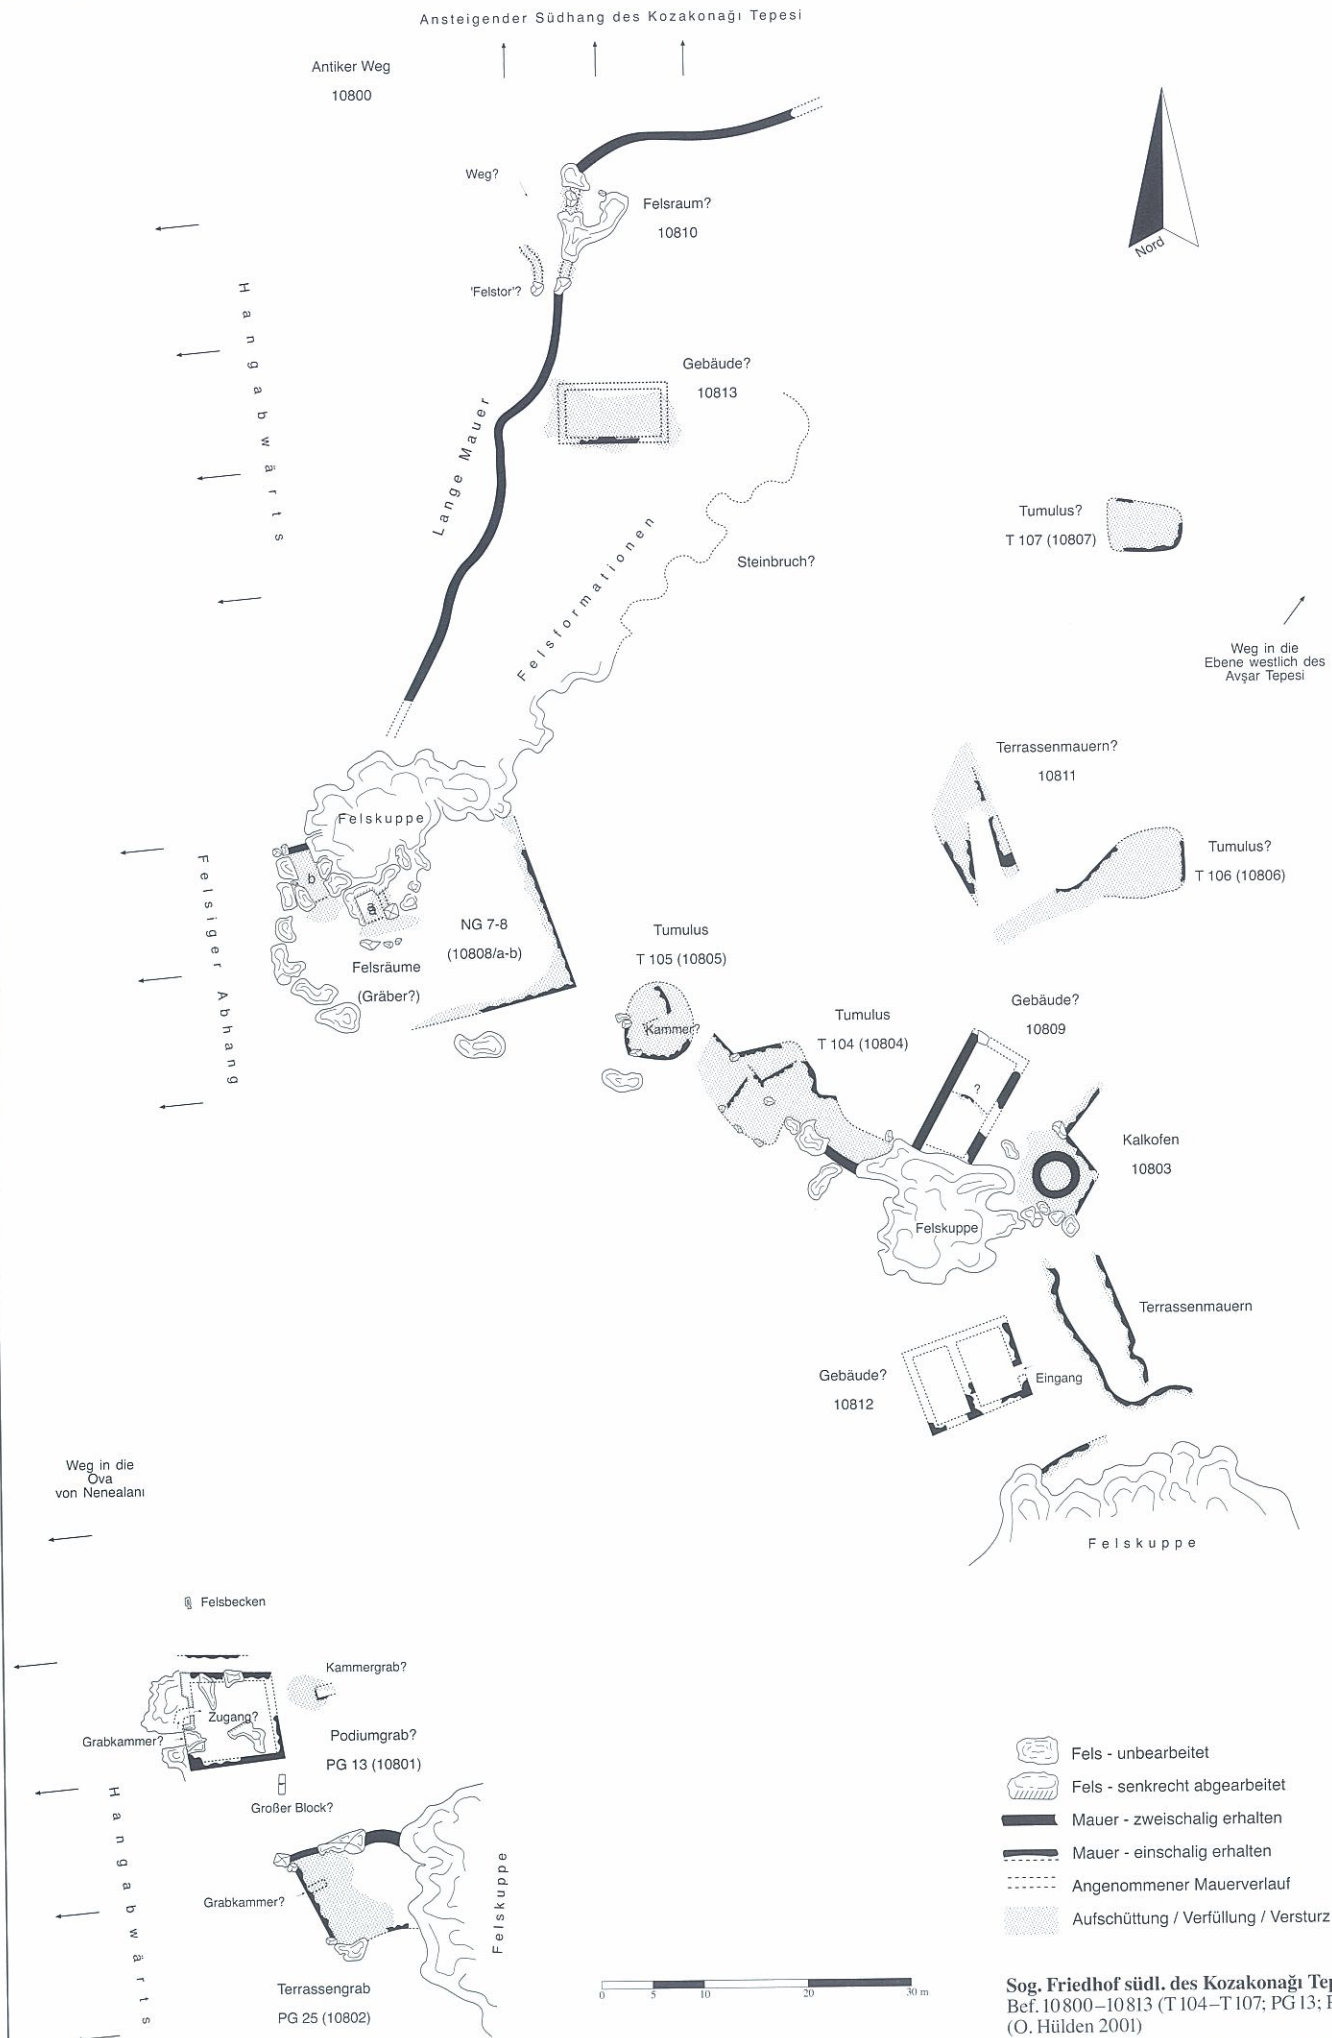 Ansteigender Südhang des Kozakonağı Tepesi
Antiker Weg
10800
Weg?
Felsraum?
10810
Nord
'Felstor'?
Hangabwärts
Gebäude?
10813
Lange Mauer
Felsformationen
Steinbruch?
Tumulus?
T 107 (10807)
Weg in die
Ebene westlich des
Avşar Tepesi
Terrassenmauern?
10811
Felskuppe
Tumulus?
T 106 (10806)
Felsiger Abhang
b
a
NG 7-8
(10808/a-b)
Felsräume
(Gräber?)
Tumulus
T 105 (10805)
Kammer?
Tumulus
T 104 (10804)
Gebäude?
10809
?
Kalkofen
10803
Felskuppe
Terrassenmauern
Gebäude?
10812
Eingang
Felskuppe
Weg in die
Ova
von Nenealanı
Felsbecken
Kammergrab?
Zugang?
Grabkammer?
Podiumgrab?
PG 13 (10801)
Großer Block?
Hangabwärts
Grabkammer?
Felskuppe
Terrassengrab
PG 25 (10802)
Fels - unbearbeitet
Fels - senkrecht abgearbeitet
Mauer - zweischalig erhalten
Mauer - einschalig erhalten
Angenommener Mauerverlauf
Aufschüttung / Verfüllung / Versturz
0 5 10 20 30 m
Sog. Friedhof südl. des Kozakonağı Tep
Bef. 10800–10813 (T 104–T 107; PG 13; P
(O. Hülden 2001)